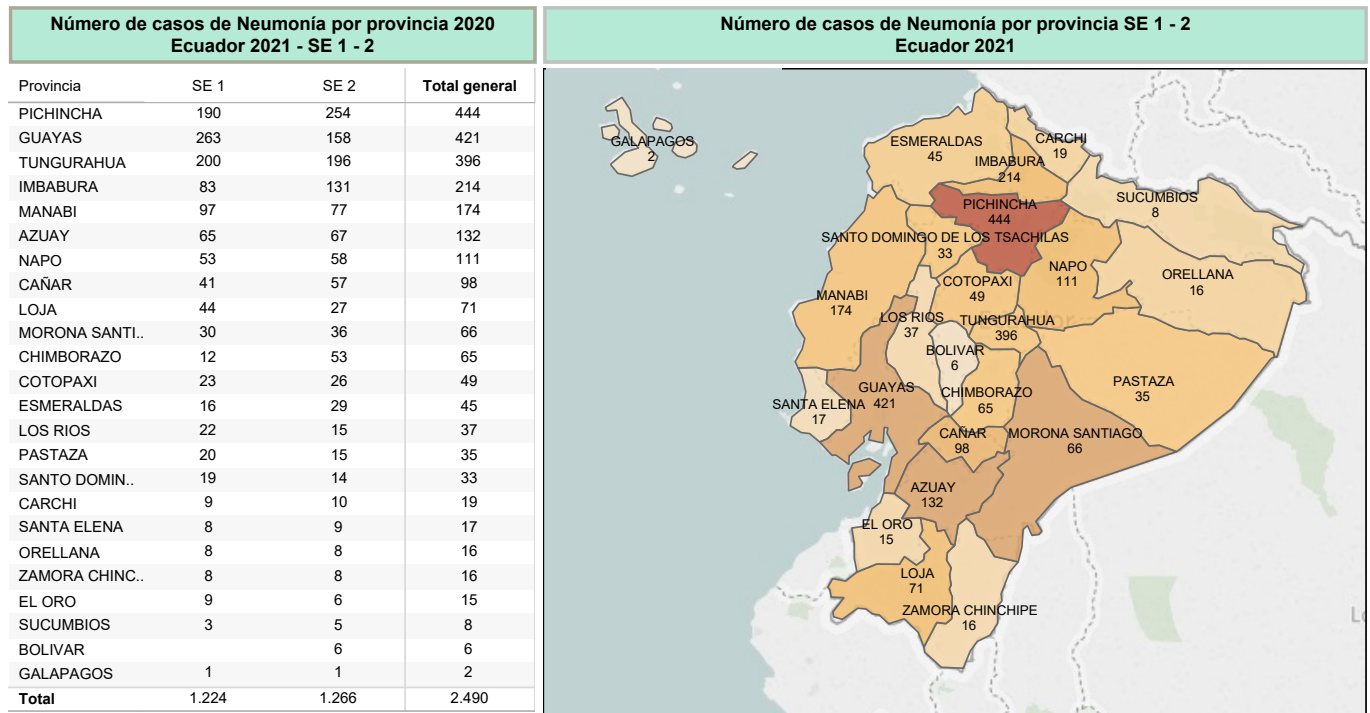 Número de casos de Neumonía por provincia 2020
Ecuador 2021 - SE 1 - 2
Provincia SE 1 SE 2 Total general
PICHINCHA 190 254 444
GUAYAS 263 158 421
TUNGURAHUA 200 196 396
IMBABURA 83 131 214
MANABI 97 77 174
AZUAY 65 67 132
NAPO 53 58 111
CAÑAR 41 57 98
LOJA 44 27 71
MORONA SANTI.. 30 36 66
CHIMBORAZO 12 53 65
COTOPAXI 23 26 49
ESMERALDAS 16 29 45
LOS RIOS 22 15 37
PASTAZA 20 15 35
SANTO DOMIN.. 19 14 33
CARCHI 9 10 19
SANTA ELENA 8 9 17
ORELLANA 8 8 16
ZAMORA CHINC.. 8 8 16
EL ORO 9 6 15
SUCUMBIOS 3 5 8
BOLIVAR 6 6
GALAPAGOS 1 1 2
Total 1.224 1.266 2.490
Número de casos de Neumonía por provincia SE 1 - 2
Ecuador 2021
GALAPAGOS
2
ESMERALDAS
45
CARCHI
19
IMBABURA
214
SUCUMBIOS
8
PICHINCHA
444
SANTO DOMINGO DE LOS TSACHILAS
33
NAPO
111
ORELLANA
16
COTOPAXI
49
MANABI
174
LOS RIOS
37
TUNGURAHUA
396
BOLIVAR
6
PASTAZA
35
GUAYAS
421
CHIMBORAZO
65
SANTA ELENA
17
CAÑAR
98
MORONA SANTIAGO
66
AZUAY
132
EL ORO
15
LOJA
71
ZAMORA CHINCHIPE
16